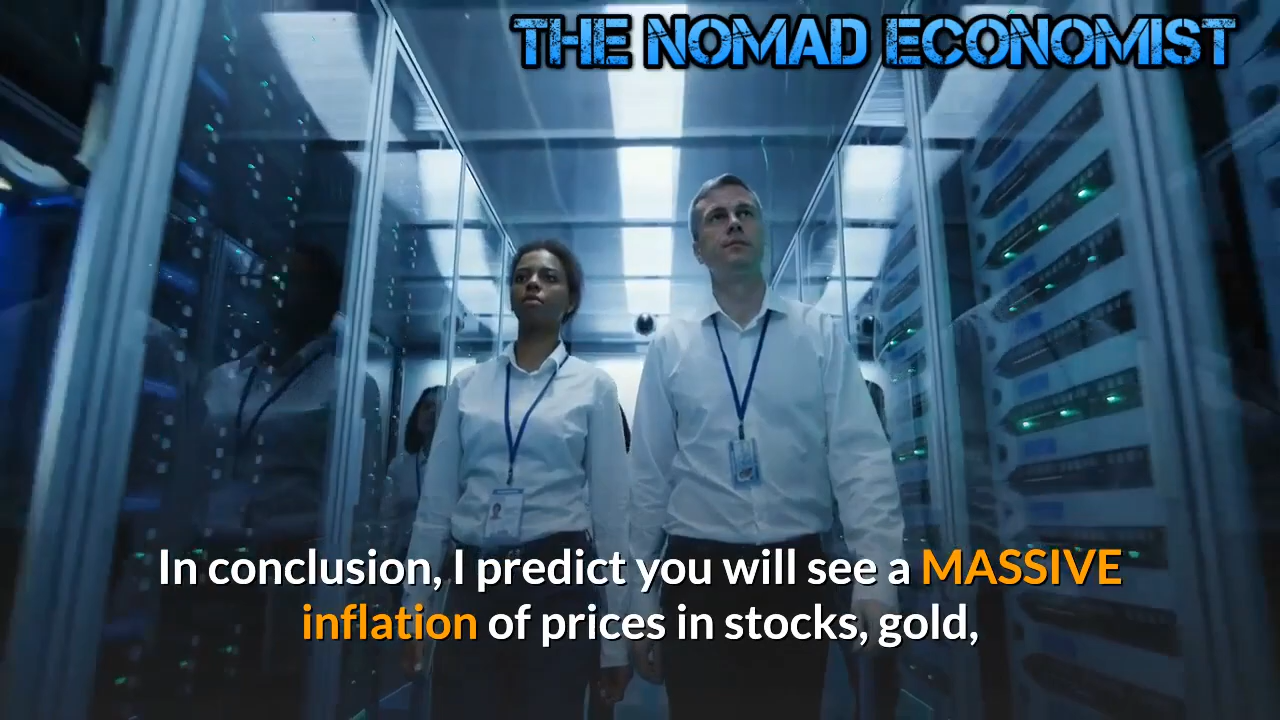 THE NOMAD ECONOMIST
In conclusion, I predict you will see a MASSIVE
inflation of prices in stocks, gold,